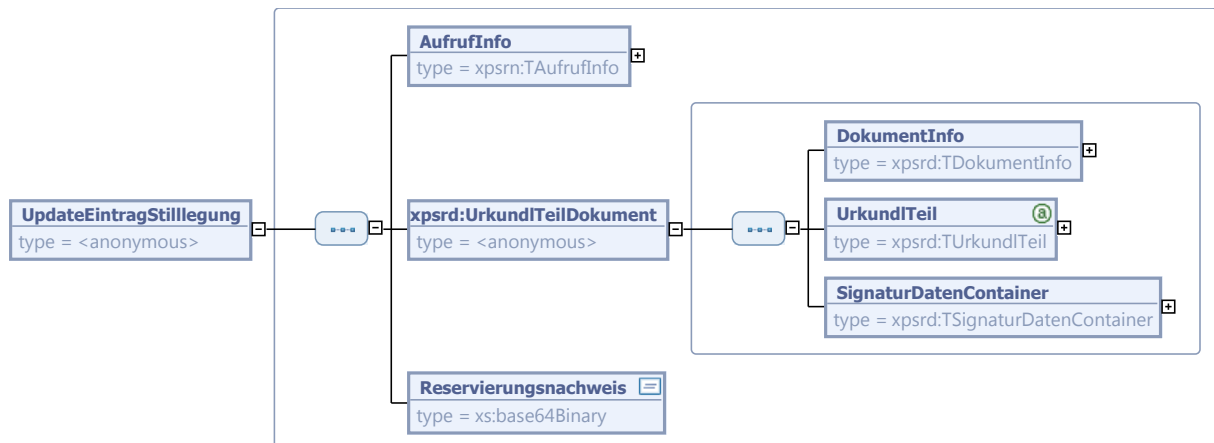 AufrufInfo
type = xpsrn:TAufrufInfo
DokumentInfo
type = xpsrd:TDokumentInfo
UpdateEintragStilllegung
type = <anonymous>
xpsrd:UrkundlTeilDokument
type = <anonymous>
UrkundlTeil
type = xpsrd:TUrkundlTeil
SignaturDatenContainer
type = xpsrd:TSignaturDatenContainer
Reservierungsnachweis
type = xs:base64Binary